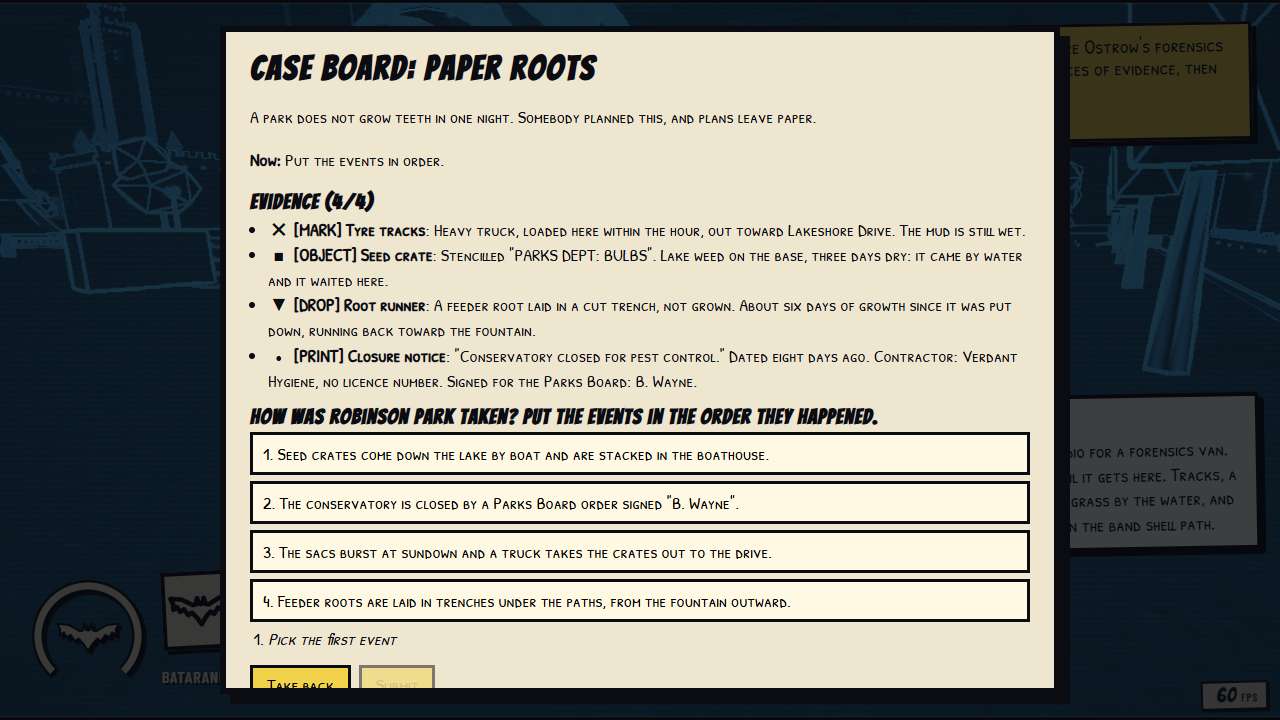 CASE BOARD: PAPER ROOTS
A park does not grow teeth in one night. Somebody planned this, and plans leave paper.
Now: Put the events in order.
EVIDENCE (4/4)
• ✕ [MARK] Tyre tracks: Heavy truck, loaded here within the hour, out toward Lakeshore Drive. The mud is still wet.
• ■ [OBJECT] Seed crate: Stencilled "PARKS DEPT: BULBS". Lake weed on the base, three days dry: it came by water
and it waited here.
• ▼ [DROP] Root runner: A feeder root laid in a cut trench, not grown. About six days of growth since it was put
down, running back toward the fountain.
• • [PRINT] Closure notice: "Conservatory closed for pest control." Dated eight days ago. Contractor: Verdant
Hygiene, no licence number. Signed for the Parks Board: B. Wayne.
HOW WAS ROBINSON PARK TAKEN? PUT THE EVENTS IN THE ORDER THEY HAPPENED.
1. Seed crates come down the lake by boat and are stacked in the boathouse.
2. The conservatory is closed by a Parks Board order signed "B. Wayne".
3. The sacs burst at sundown and a truck takes the crates out to the drive.
4. Feeder roots are laid in trenches under the paths, from the fountain outward.
1. Pick the first event
Take back Submit
Ostrow's forensics
of evidence, then
for a forensics van.
it gets here. Tracks, a
grass by the water, and
the band shell path.
BATARAN
60 FPS